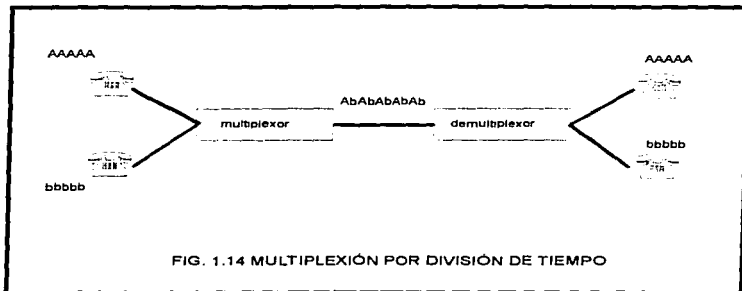 AAAAA
AAAAA
AbAbAbAbAb
multiplexor
demultiplexor
bbbbb
bbbbb
FIG. 1.14 MULTIPLEXIÓN POR DIVISIÓN DE TIEMPO